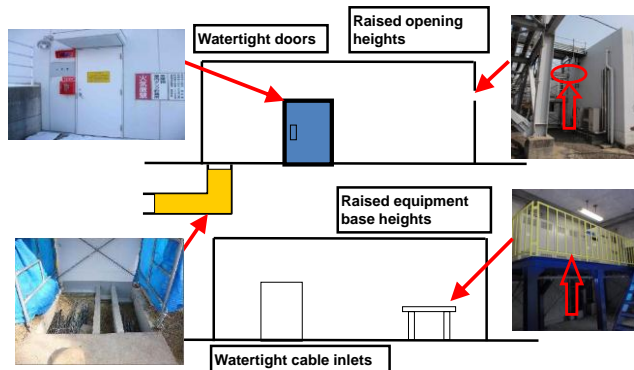 Watertight doors
Raised opening
heights
Raised equipment
base heights
Watertight cable inlets